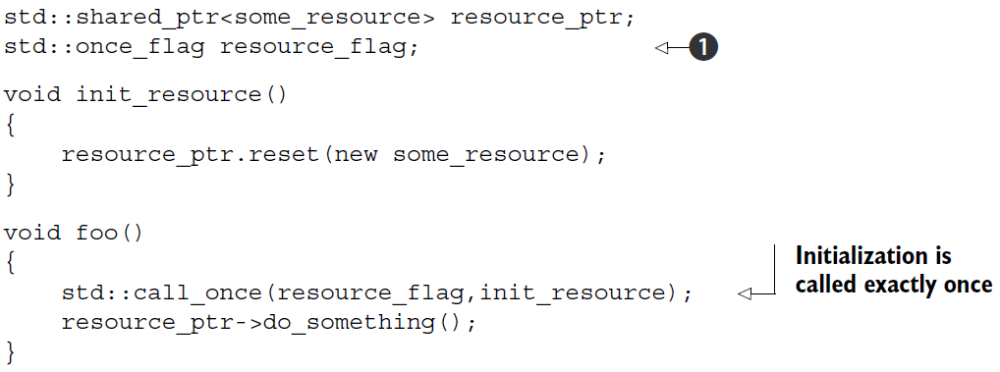 std::shared_ptr<some_resource> resource_ptr;
std::once_flag resource_flag;
1
void init_resource()
{
    resource_ptr.reset(new some_resource);
}
void foo()
{
    std::call_once(resource_flag,init_resource);
    resource_ptr->do_something();
}
Initialization is
called exactly once